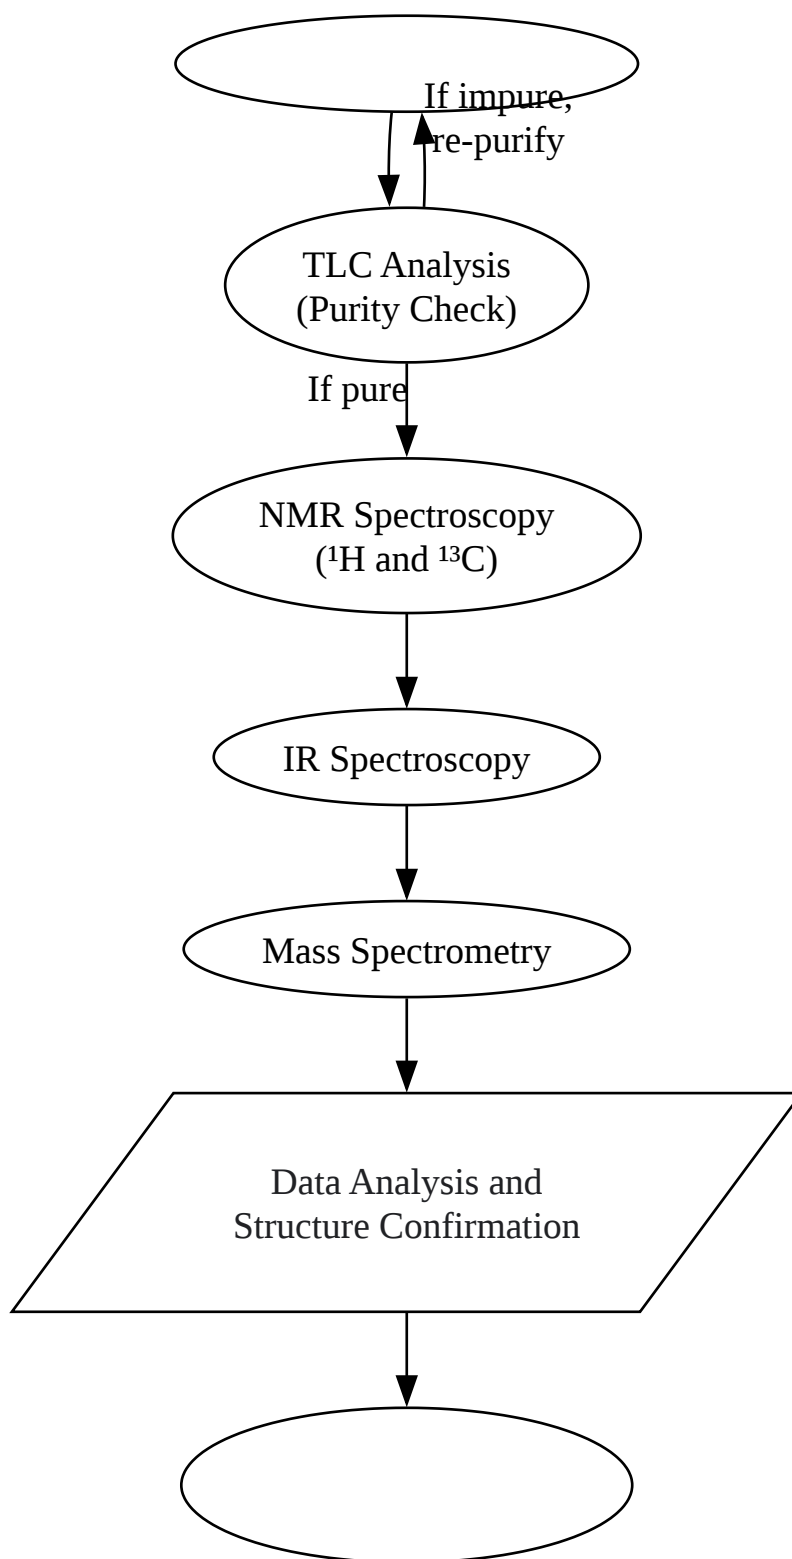 If impure,
re-purify
TLC Analysis
(Purity Check)
If pure
NMR Spectroscopy
(¹H and ¹³C)
IR Spectroscopy
Mass Spectrometry
Data Analysis and
Structure Confirmation